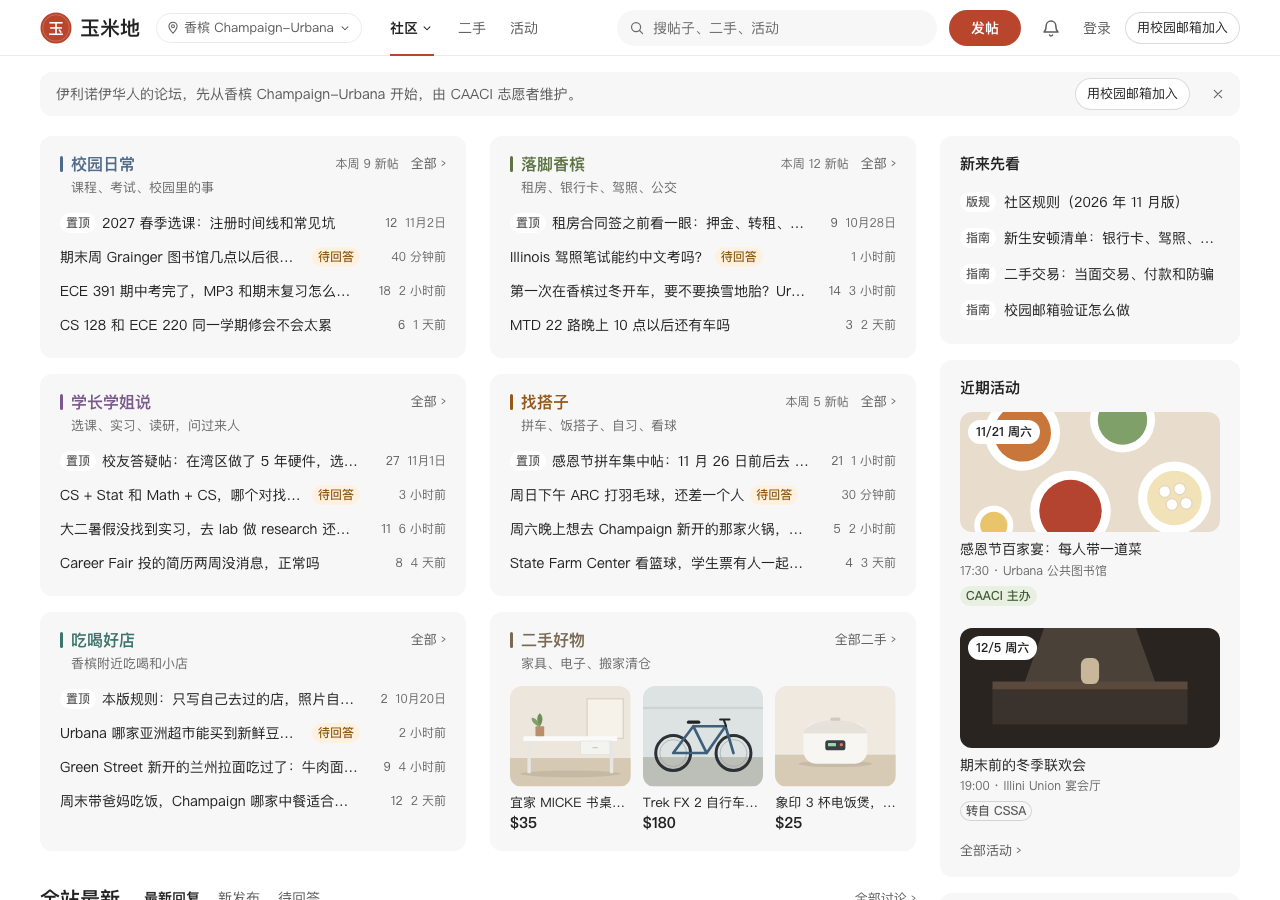 玉 玉米地 香槟 Champaign-Urbana 社区 二手 活动 搜帖子、二手、活动 发帖 登录 用校园邮箱加入
伊利诺伊华人的论坛，先从香槟 Champaign-Urbana 开始，由 CAACI 志愿者维护。 用校园邮箱加入
校园日常 本周 9 新帖 全部
课程、考试、校园里的事
置顶 2027 春季选课：注册时间线和常见坑 12 11月2日
期末周 Grainger 图书馆几点以后很… 待回答 40 分钟前
ECE 391 期中考完了，MP3 和期末复习怎么… 18 2 小时前
CS 128 和 ECE 220 同一学期修会不会太累 6 1 天前
落脚香槟 本周 12 新帖 全部
租房、银行卡、驾照、公交
置顶 租房合同签之前看一眼：押金、转租、… 9 10月28日
Illinois 驾照笔试能约中文考吗？ 待回答 1 小时前
第一次在香槟过冬开车，要不要换雪地胎？Ur… 14 3 小时前
MTD 22 路晚上 10 点以后还有车吗 3 2 天前
学长学姐说 全部
选课、实习、读研，问过来人
置顶 校友答疑帖：在湾区做了 5 年硬件，选… 27 11月1日
CS + Stat 和 Math + CS，哪个对找… 待回答 3 小时前
大二暑假没找到实习，去 lab 做 research 还… 11 6 小时前
Career Fair 投的简历两周没消息，正常吗 8 4 天前
找搭子 本周 5 新帖 全部
拼车、饭搭子、自习、看球
置顶 感恩节拼车集中帖：11 月 26 日前后去 … 21 1 小时前
周日下午 ARC 打羽毛球，还差一个人 待回答 30 分钟前
周六晚上想去 Champaign 新开的那家火锅，… 5 2 小时前
State Farm Center 看篮球，学生票有人一起… 4 3 天前
吃喝好店 全部
香槟附近吃喝和小店
置顶 本版规则：只写自己去过的店，照片自… 2 10月20日
Urbana 哪家亚洲超市能买到新鲜豆… 待回答 2 小时前
Green Street 新开的兰州拉面吃过了：牛肉面… 9 4 小时前
周末带爸妈吃饭，Champaign 哪家中餐适合… 12 2 天前
二手好物 全部二手
家具、电子、搬家清仓
宜家 MICKE 书桌… Trek FX 2 自行车… 象印 3 杯电饭煲，…
$35 $180 $25
新来先看
版规 社区规则（2026 年 11 月版）
指南 新生安顿清单：银行卡、驾照、…
指南 二手交易：当面交易、付款和防骗
指南 校园邮箱验证怎么做
近期活动
11/21 周六
感恩节百家宴：每人带一道菜
17:30 · Urbana 公共图书馆
CAACI 主办
12/5 周六
期末前的冬季联欢会
19:00 · Illini Union 宴会厅
转自 CSSA
全部活动
全站最新 最新回复 新发布 待回答 全部讨论